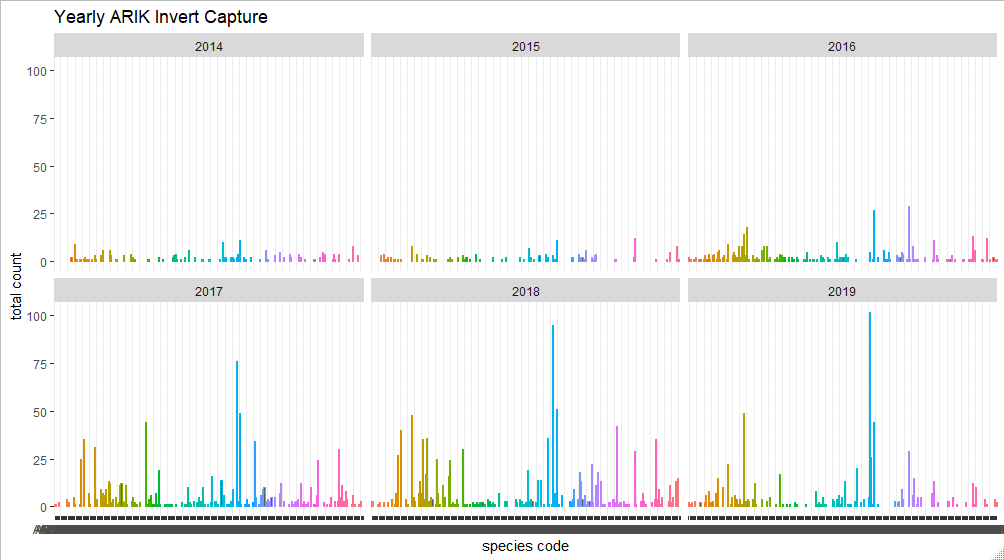 Yearly ARIK Invert Capture
2014 2015 2016
100
75
50
25
0
total count
2017 2018 2019
100
75
50
25
0
species code